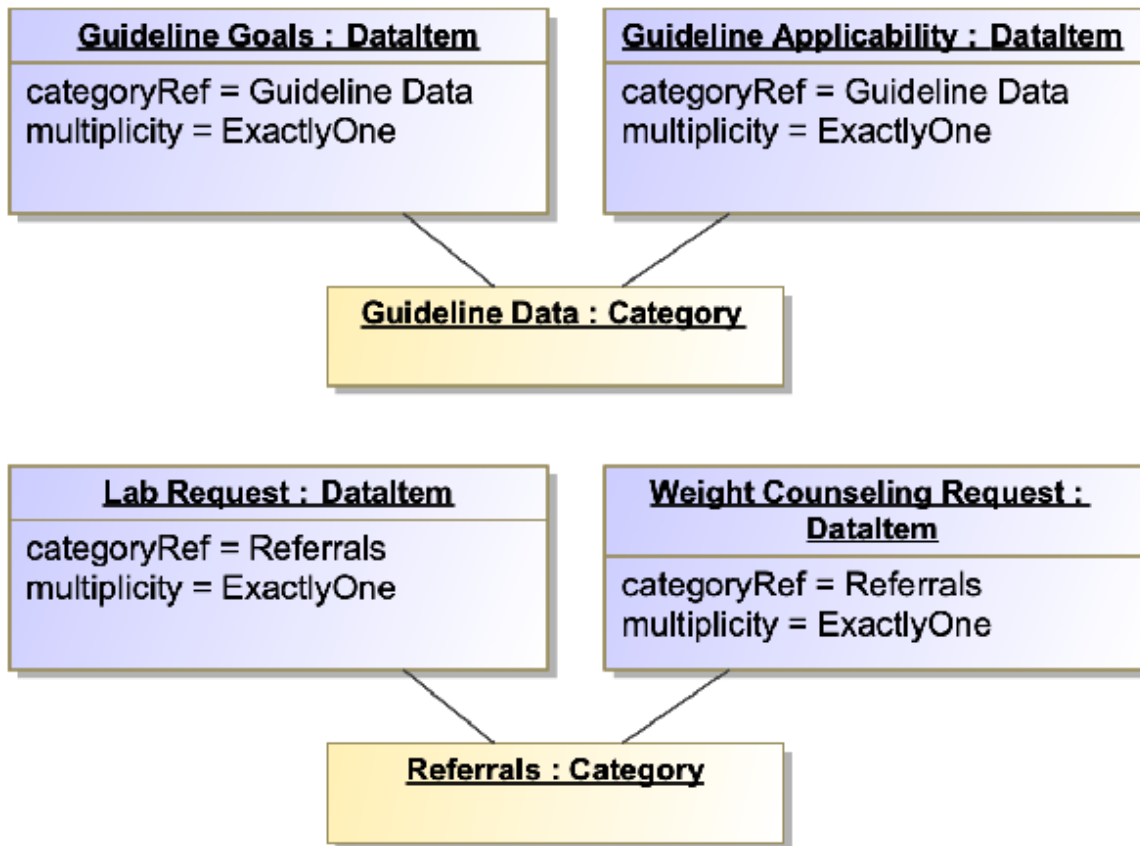 Guideline Goals : DataItem
categoryRef = Guideline Data
multiplicity = ExactlyOne
Guideline Applicability : DataItem
categoryRef = Guideline Data
multiplicity = ExactlyOne
Guideline Data : Category
Lab Request : DataItem
categoryRef = Referrals
multiplicity = ExactlyOne
Weight Counseling Request :
DataItem
categoryRef = Referrals
multiplicity = ExactlyOne
Referrals : Category